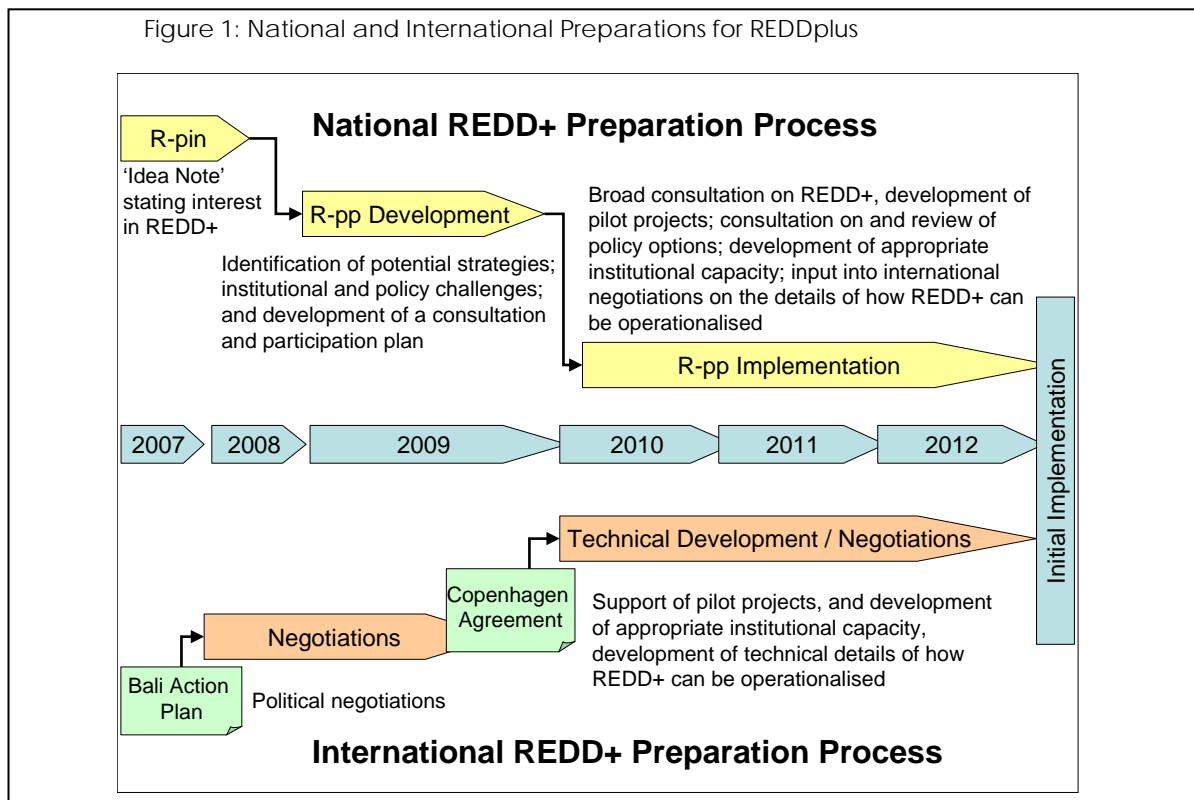 Figure 1: National and International Preparations for REDDplus
National REDD+ Preparation Process
R-pin
‘Idea Note’
stating interest
in REDD+
R-pp Development
Identification of potential strategies;
institutional and policy challenges;
and development of a consultation
and participation plan
Broad consultation on REDD+, development of
pilot projects; consultation on and review of
policy options; development of appropriate
institutional capacity; input into international
negotiations on the details of how REDD+ can
be operationalised
R-pp Implementation
2007
2008
2009
2010
2011
2012
Initial Implementation
Technical Development / Negotiations
Copenhagen
Agreement
Negotiations
Support of pilot projects, and development
of appropriate institutional capacity,
development of technical details of how
REDD+ can be operationalised
Bali Action
Plan
Political negotiations
International REDD+ Preparation Process